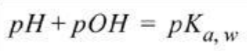 pH + pOH = pK_{a, w}